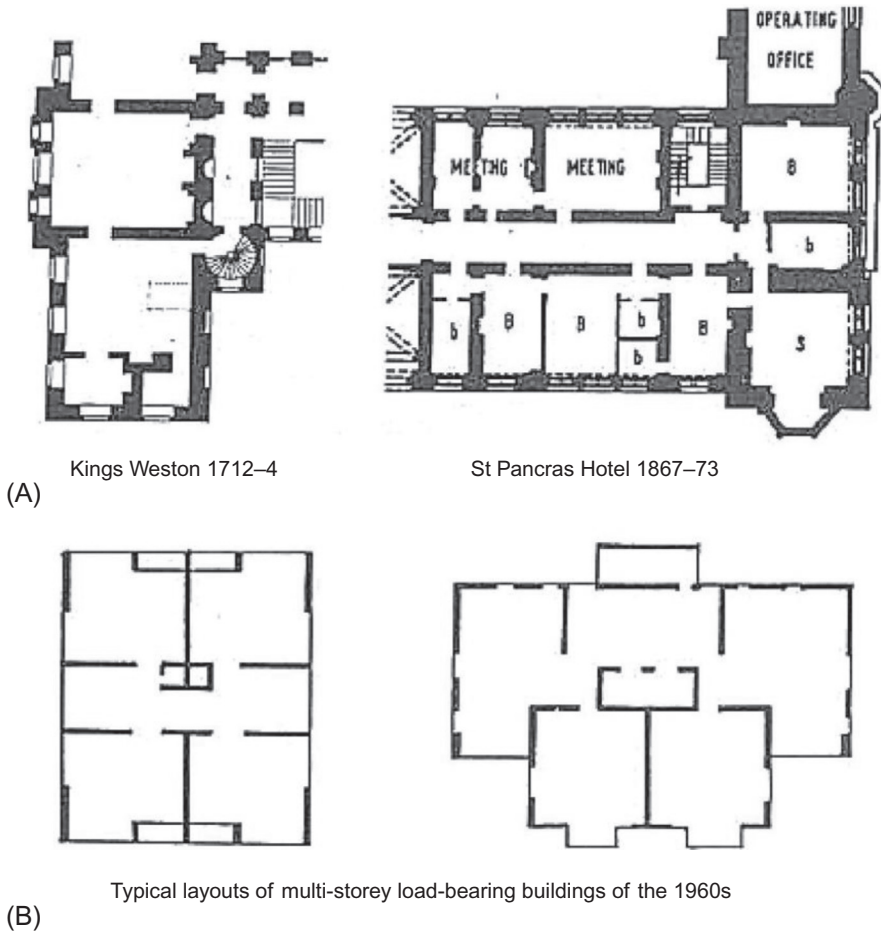 OPERATING
OFFICE
MEETING
MEETING
B
b
b
B
B
b
b
B
S
Kings Weston 1712–4
St Pancras Hotel 1867–73
(A)
Typical layouts of multi-storey load-bearing buildings of the 1960s
(B)